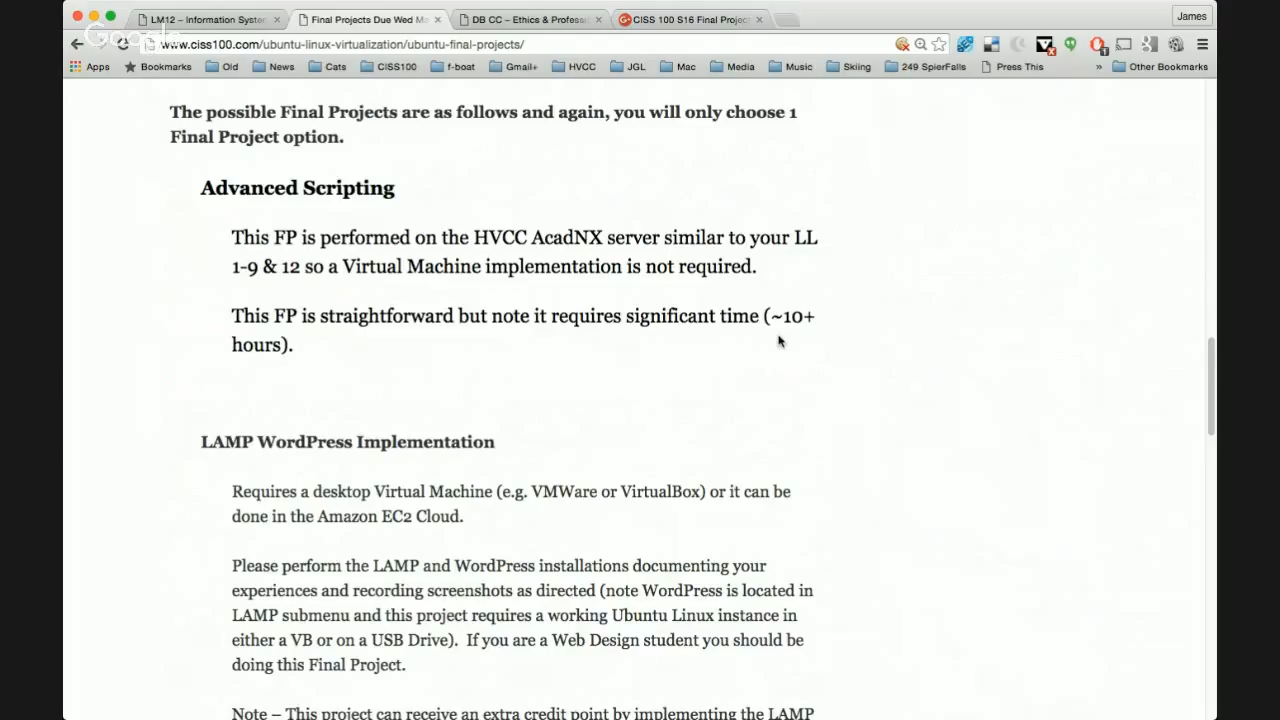 LM12 – Information System
Final Projects Due Wed Ma
DB CC – Ethics & Profess
CISS 100 S16 Final Project
James
Google
www.ciss100.com/ubuntu-linux-virtualization/ubuntu-final-projects/
Apps Bookmarks Old News Cats CISS100 f-boat Gmail+ HVCC JGL Mac Media Music Skiing 249 SpierFalls Press This » Other Bookmarks
The possible Final Projects are as follows and again, you will only choose 1
Final Project option.
Advanced Scripting
This FP is performed on the HVCC AcadNX server similar to your LL
1-9 & 12 so a Virtual Machine implementation is not required.
This FP is straightforward but note it requires significant time (~10+
hours).
LAMP WordPress Implementation
Requires a desktop Virtual Machine (e.g. VMWare or VirtualBox) or it can be
done in the Amazon EC2 Cloud.
Please perform the LAMP and WordPress installations documenting your
experiences and recording screenshots as directed (note WordPress is located in
LAMP submenu and this project requires a working Ubuntu Linux instance in
either a VB or on a USB Drive).  If you are a Web Design student you should be
doing this Final Project.
Note – This project can receive an extra credit point by implementing the LAMP